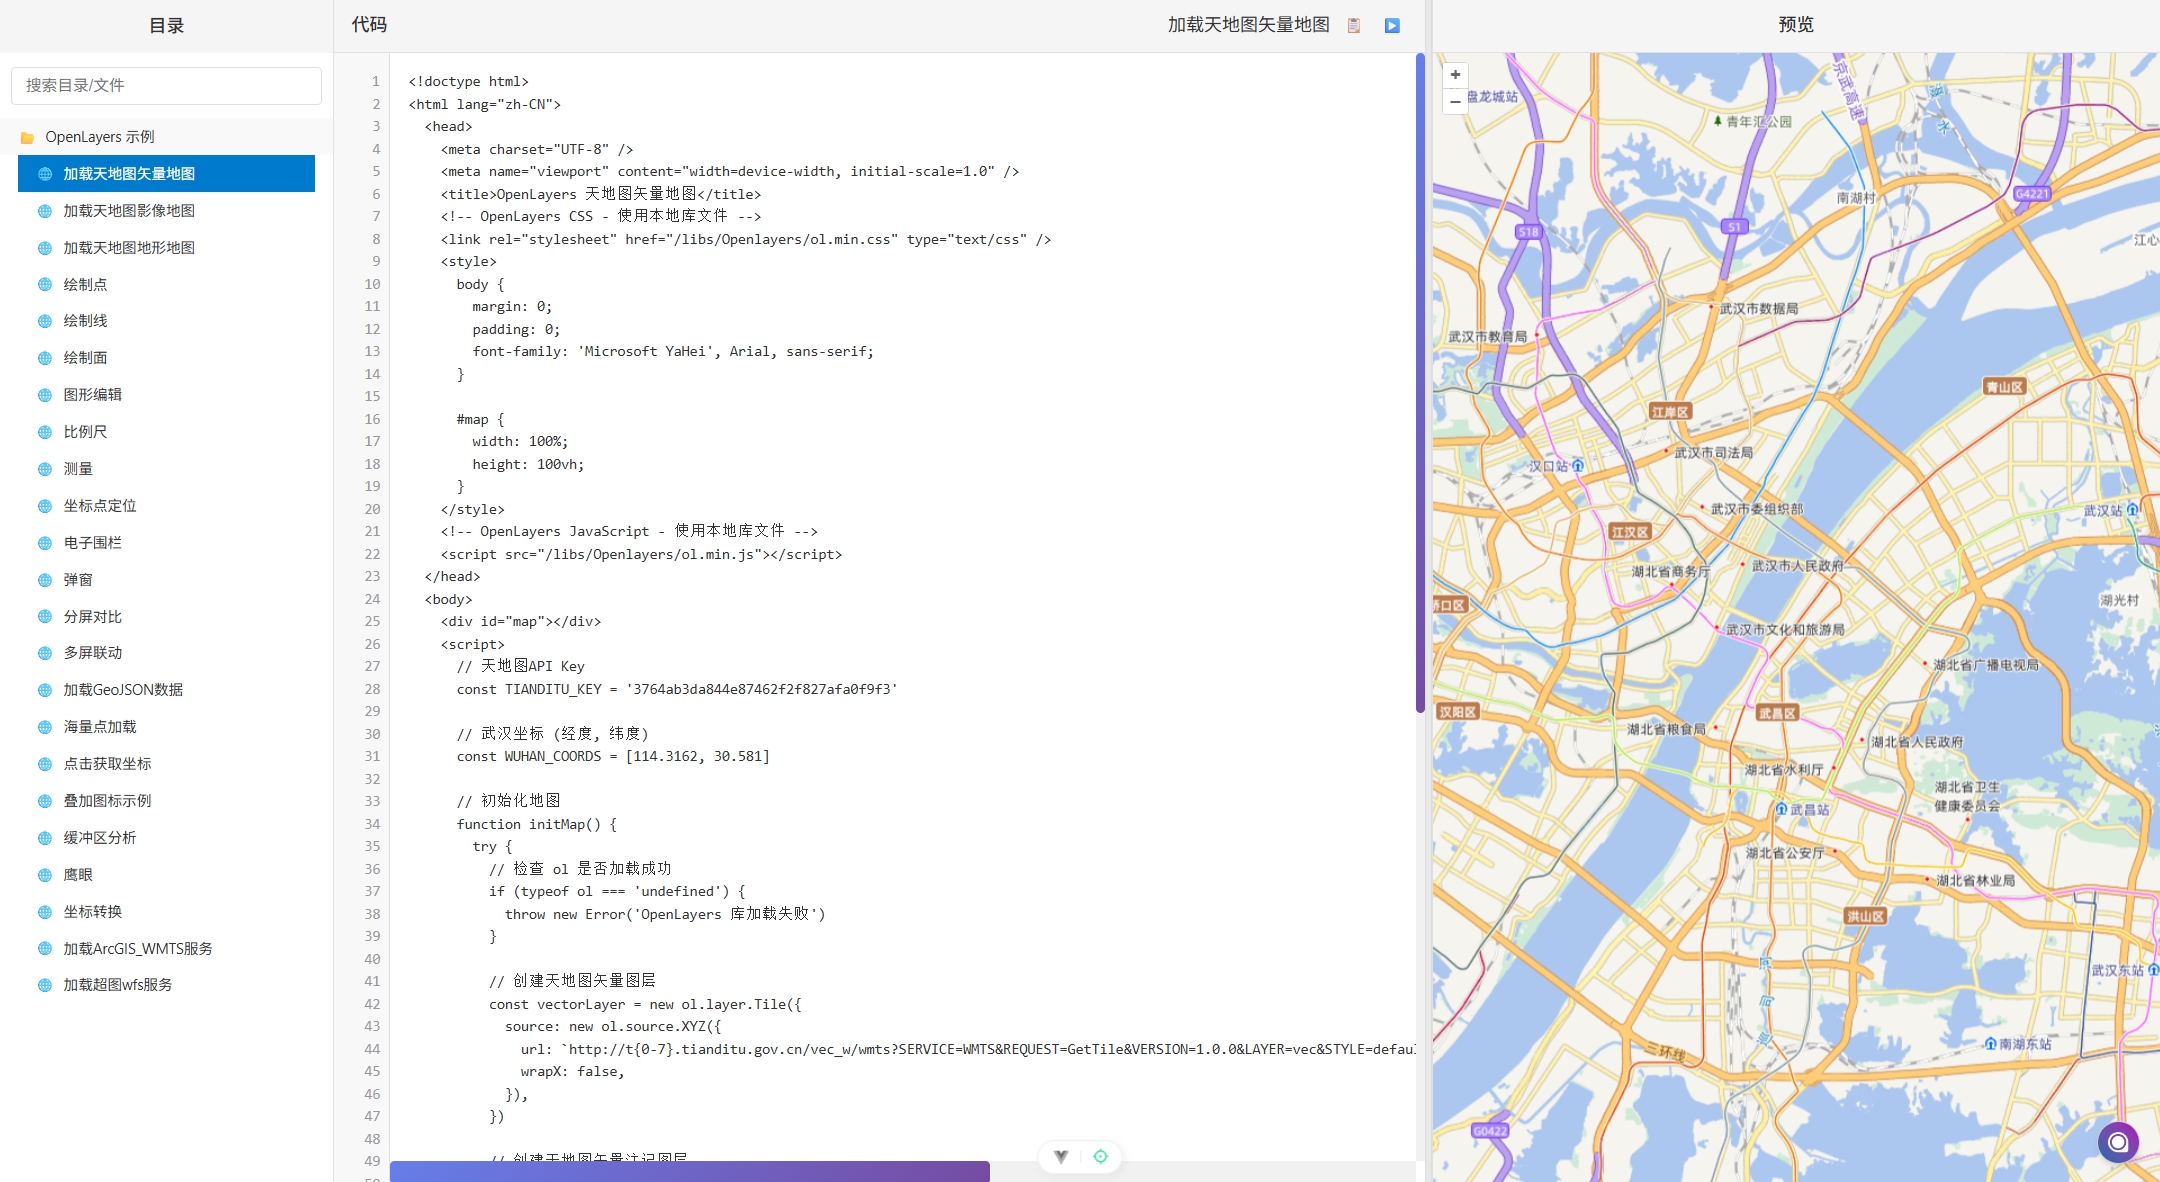 目录
搜索目录/文件
OpenLayers 示例
加载天地图矢量地图
加载天地图影像地图
加载天地图地形地图
绘制点
绘制线
绘制面
图形编辑
比例尺
测量
坐标点定位
电子围栏
弹窗
分屏对比
多屏联动
加载GeoJSON数据
海量点加载
点击获取坐标
叠加图标示例
缓冲区分析
鹰眼
坐标转换
加载ArcGIS_WMTS服务
加载超图wfs服务
代码
加载天地图矢量地图
1 <!doctype html>
2 <html lang="zh-CN">
3 <head>
4 <meta charset="UTF-8" />
5 <meta name="viewport" content="width=device-width, initial-scale=1.0" />
6 <title>OpenLayers 天地图矢量地图</title>
7 <!-- OpenLayers CSS - 使用本地库文件 -->
8 <link rel="stylesheet" href="/libs/Openlayers/ol.min.css" type="text/css" />
9 <style>
10 body {
11 margin: 0;
12 padding: 0;
13 font-family: 'Microsoft YaHei', Arial, sans-serif;
14 }
15
16 #map {
17 width: 100%;
18 height: 100vh;
19 }
20 </style>
21 <!-- OpenLayers JavaScript - 使用本地库文件 -->
22 <script src="/libs/Openlayers/ol.min.js"></script>
23 </head>
24 <body>
25 <div id="map"></div>
26 <script>
27 // 天地图API Key
28 const TIANDITU_KEY = '3764ab3da844e87462f2f827afa0f9f3'
29
30 // 武汉坐标 (经度, 纬度)
31 const WUHAN_COORDS = [114.3162, 30.581]
32
33 // 初始化地图
34 function initMap() {
35 try {
36 // 检查 ol 是否加载成功
37 if (typeof ol === 'undefined') {
38 throw new Error('OpenLayers 库加载失败')
39 }
40
41 // 创建天地图矢量图层
42 const vectorLayer = new ol.layer.Tile({
43 source: new ol.source.XYZ({
44 url: `http://t{0-7}.tianditu.gov.cn/vec_w/wmts?SERVICE=WMTS&REQUEST=GetTile&VERSION=1.0.0&LAYER=vec&STYLE=defau
45 wrapX: false,
46 }),
47 })
48
49 // 创建天地图矢量注记图层
预览
+
−
盘龙城站
京武高速
青年汇公园
南湖村
G4221
S18
S1
江心
武汉市数据局
武汉市教育局
青山区
江岸区
武汉市司法局
汉口站
武汉市委组织部
武汉站
江汉区
湖北省商务厅
武汉市人民政府
湖光村
桥口区
武汉市文化和旅游局
湖北省广播电视局
汉阳区
武昌区
湖北省粮食局
湖北省人民政府
湖北省水利厅
湖北省卫生
健康委员会
武昌站
湖北省公安厅
湖北省林业局
洪山区
武汉东站
三环线
南湖东站
G0422